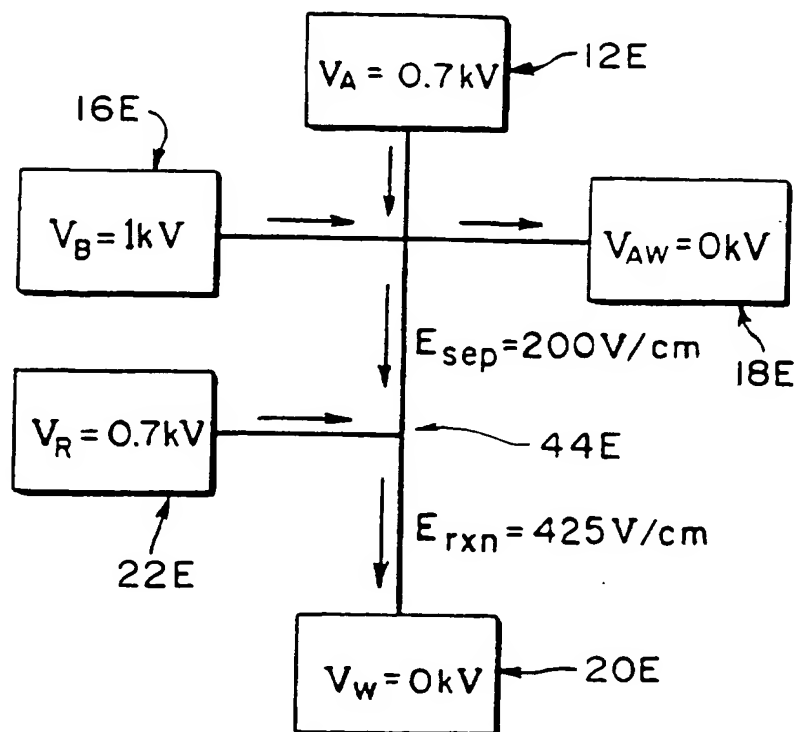 V_A = 0.7kV
12E
16E
V_B = 1kV
V_AW = 0kV
18E
E_sep = 200V/cm
V_R = 0.7kV
44E
22E
E_rxn = 425V/cm
V_W = 0kV
20E